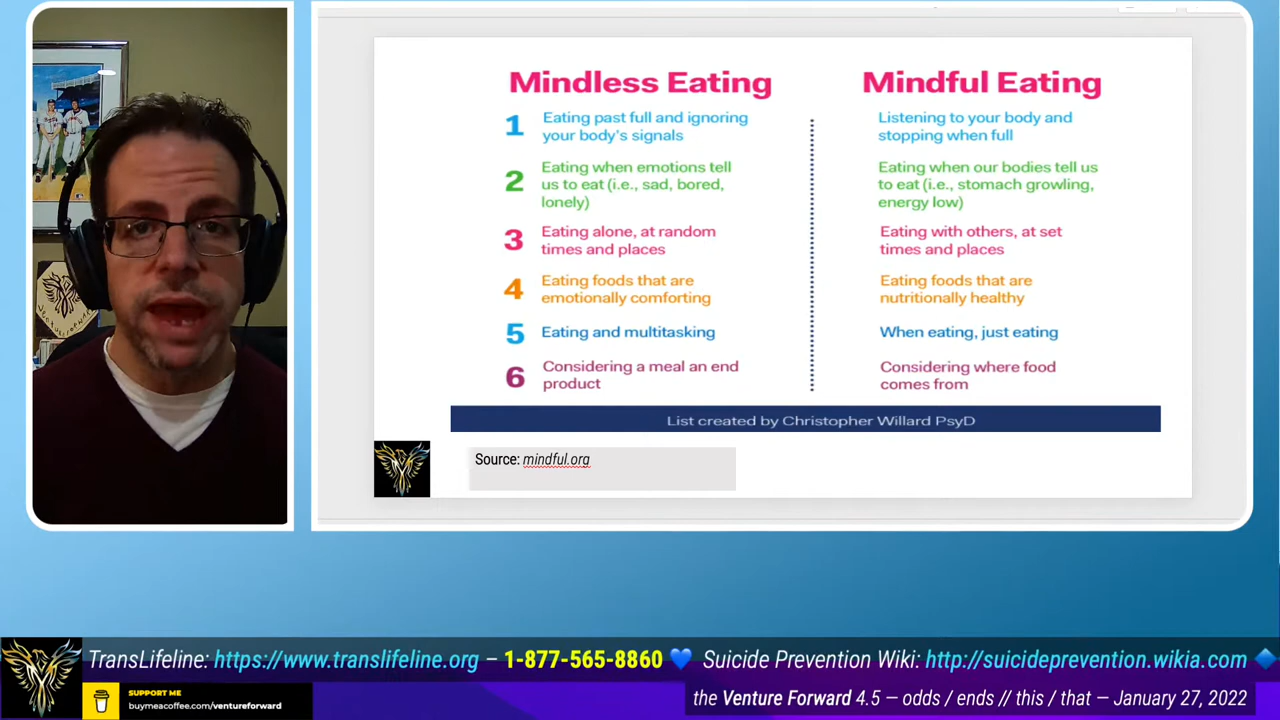 Mindless Eating
Mindful Eating
1
Eating past full and ignoring
your body's signals
Listening to your body and
stopping when full
2
Eating when emotions tell
us to eat (i.e., sad, bored,
lonely)
Eating when our bodies tell us
to eat (i.e., stomach growling,
energy low)
3
Eating alone, at random
times and places
Eating with others, at set
times and places
4
Eating foods that are
emotionally comforting
Eating foods that are
nutritionally healthy
5
Eating and multitasking
When eating, just eating
6
Considering a meal an end
product
Considering where food
comes from
List created by Christopher Willard PsyD
Source: mindful.org
TransLifeline: https://www.translifeline.org – 1-877-565-8860 💙 Suicide Prevention Wiki: http://suicideprevention.wikia.com
SUPPORT ME
buymeacoffee.com/ventureforward
the Venture Forward 4.5 — odds / ends // this / that — January 27, 2022